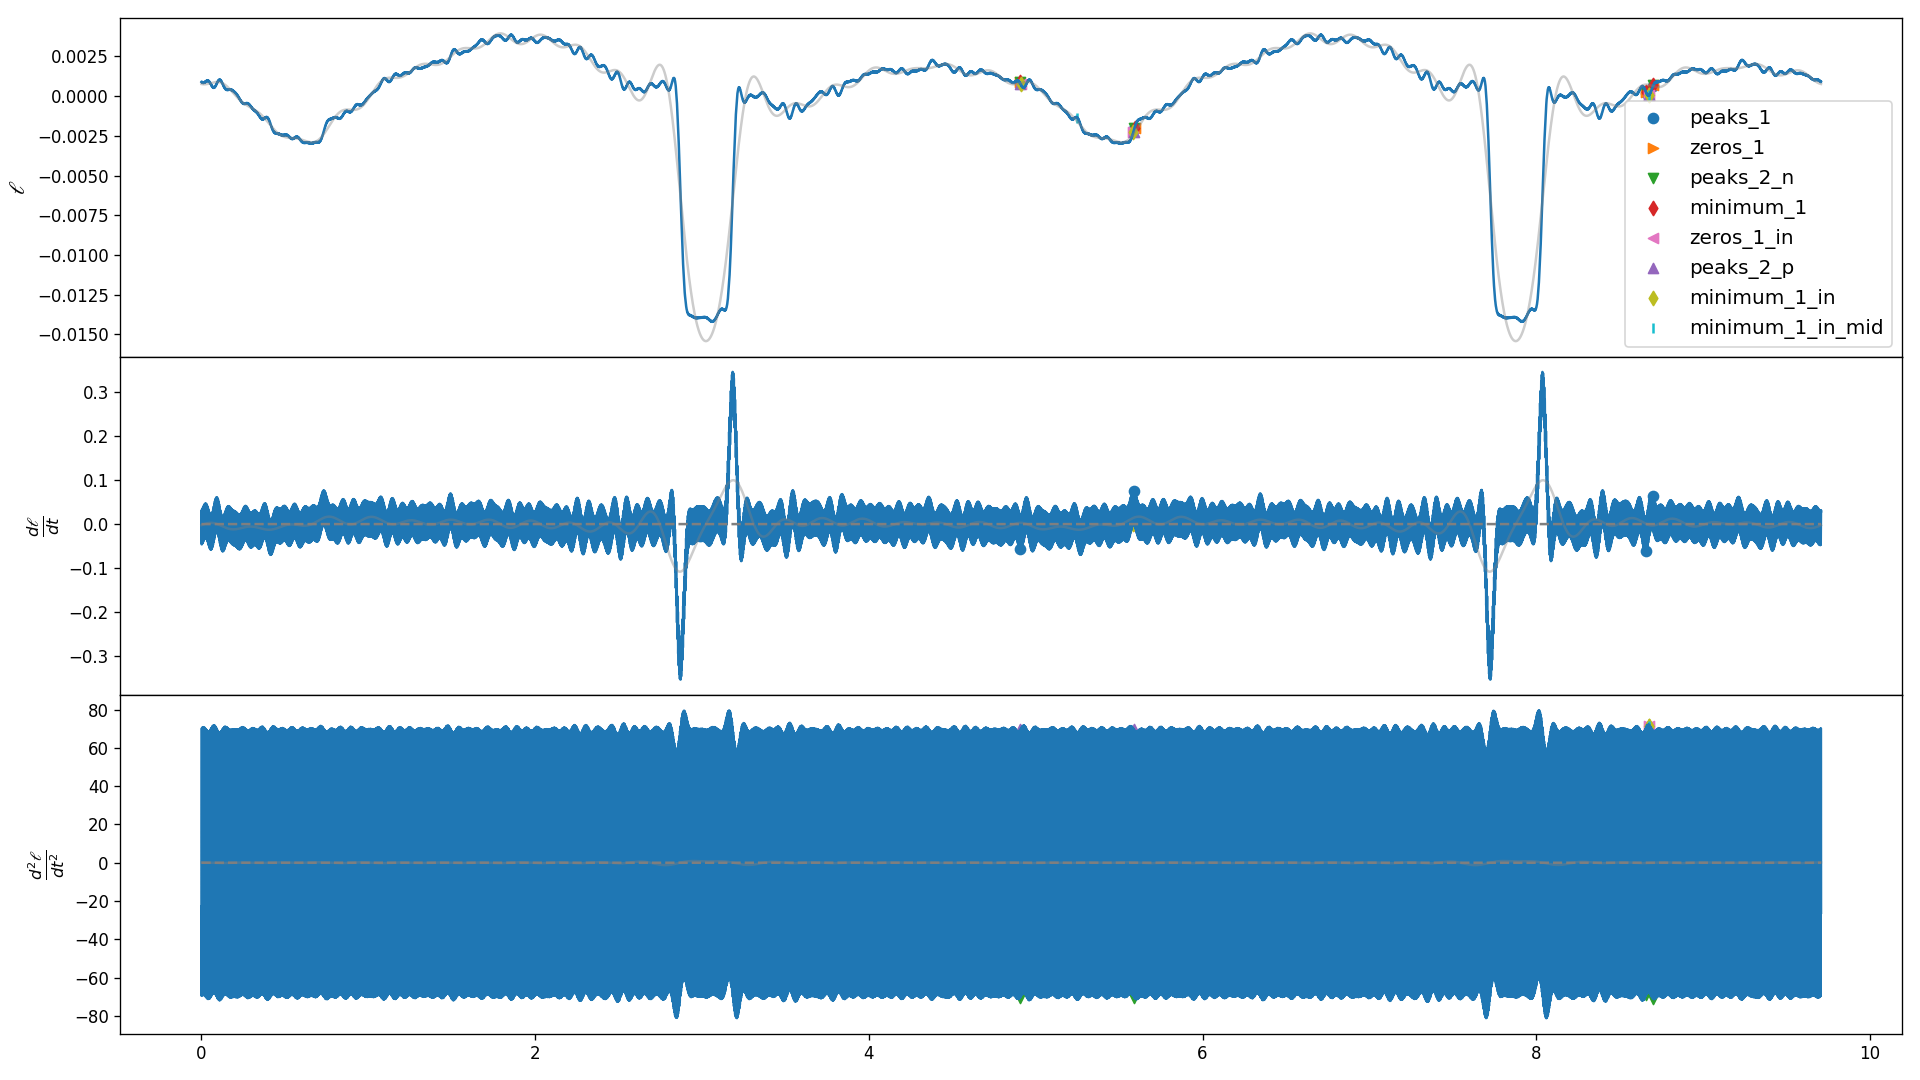 0.0025
0.0000
−0.0025
−0.0050
−0.0075
−0.0100
−0.0125
−0.0150
ℓ
peaks_1
zeros_1
peaks_2_n
minimum_1
zeros_1_in
peaks_2_p
minimum_1_in
minimum_1_in_mid
0.3
0.2
0.1
0.0
−0.1
−0.2
−0.3
dℓ
dt
80
60
40
20
0
−20
−40
−60
−80
d²ℓ
dt²
0 2 4 6 8 10